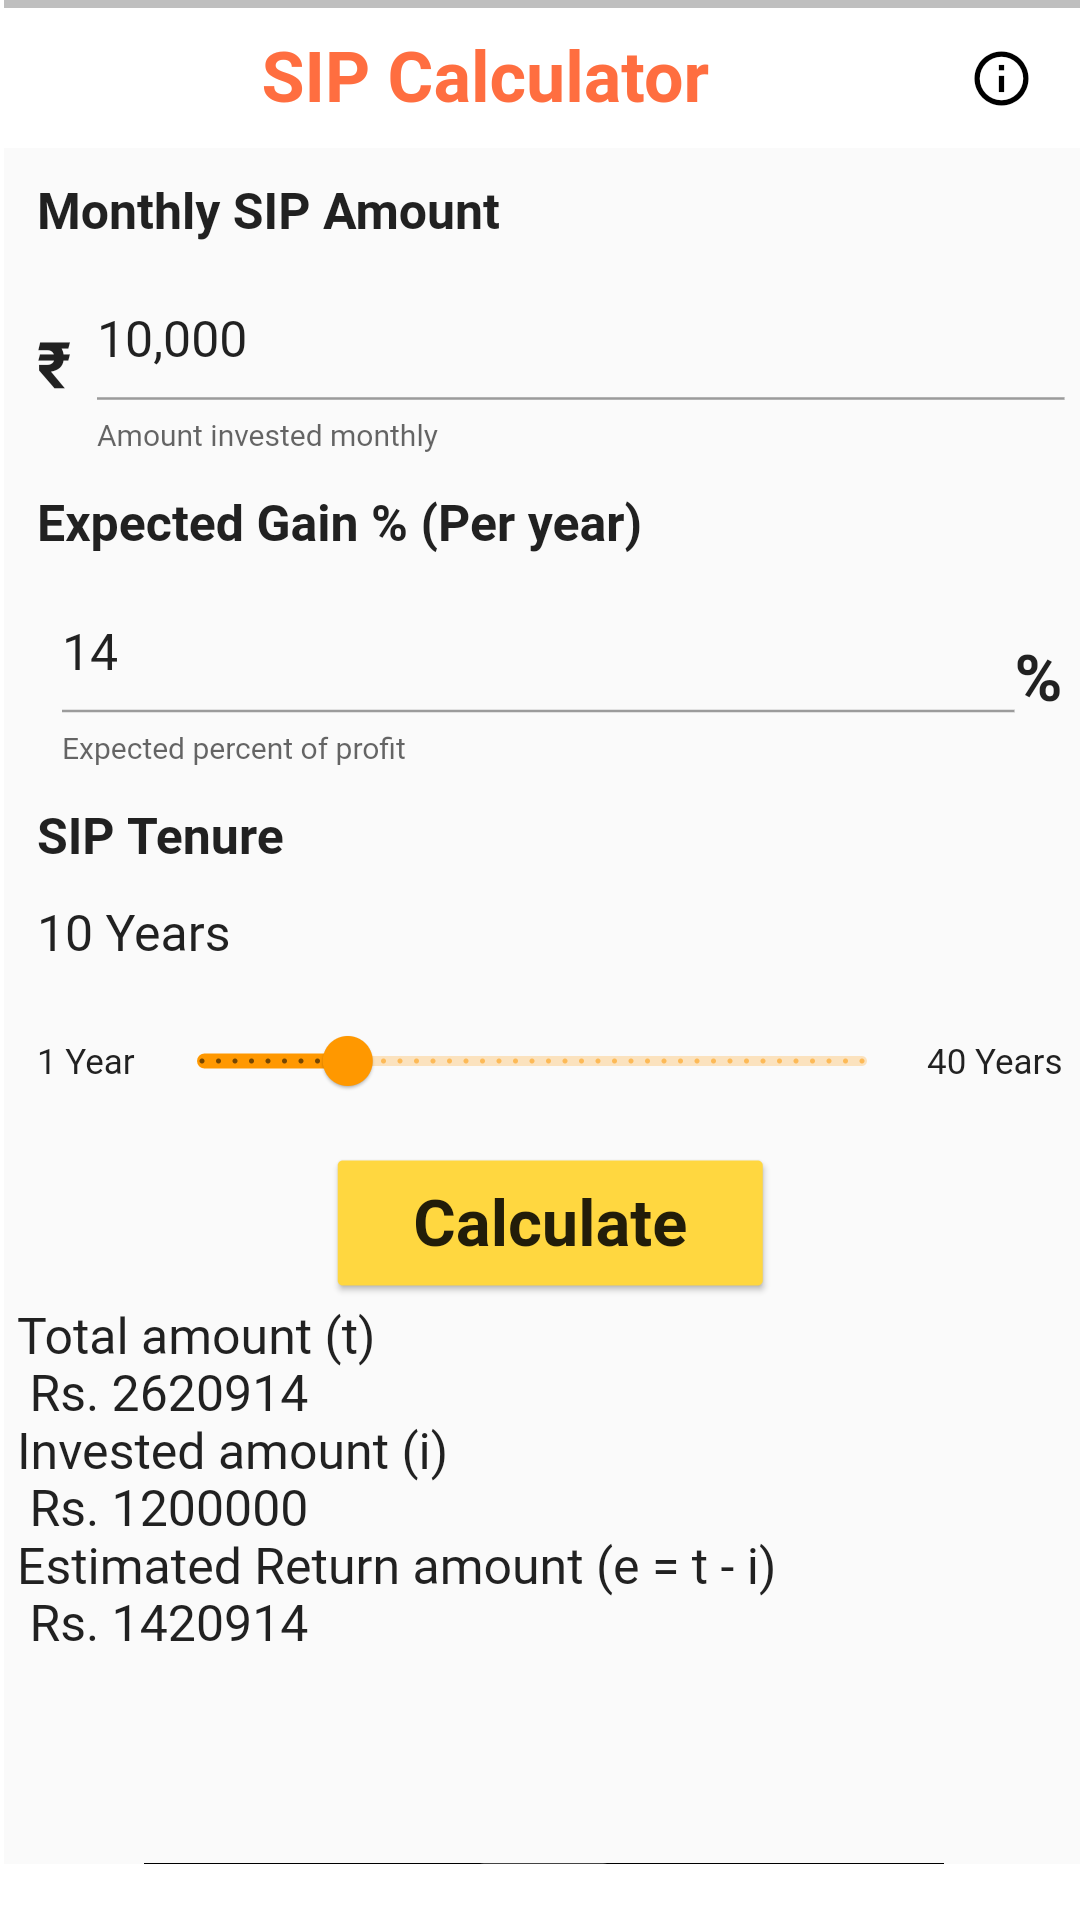 SIP Calculator
Monthly SIP Amount
₹ 10,000
Amount invested monthly
Expected Gain % (Per year)
14 %
Expected percent of profit
SIP Tenure
10 Years
1 Year 40 Years
Calculate
Total amount (t)
Rs. 2620914
Invested amount (i)
Rs. 1200000
Estimated Return amount (e = t - i)
Rs. 1420914